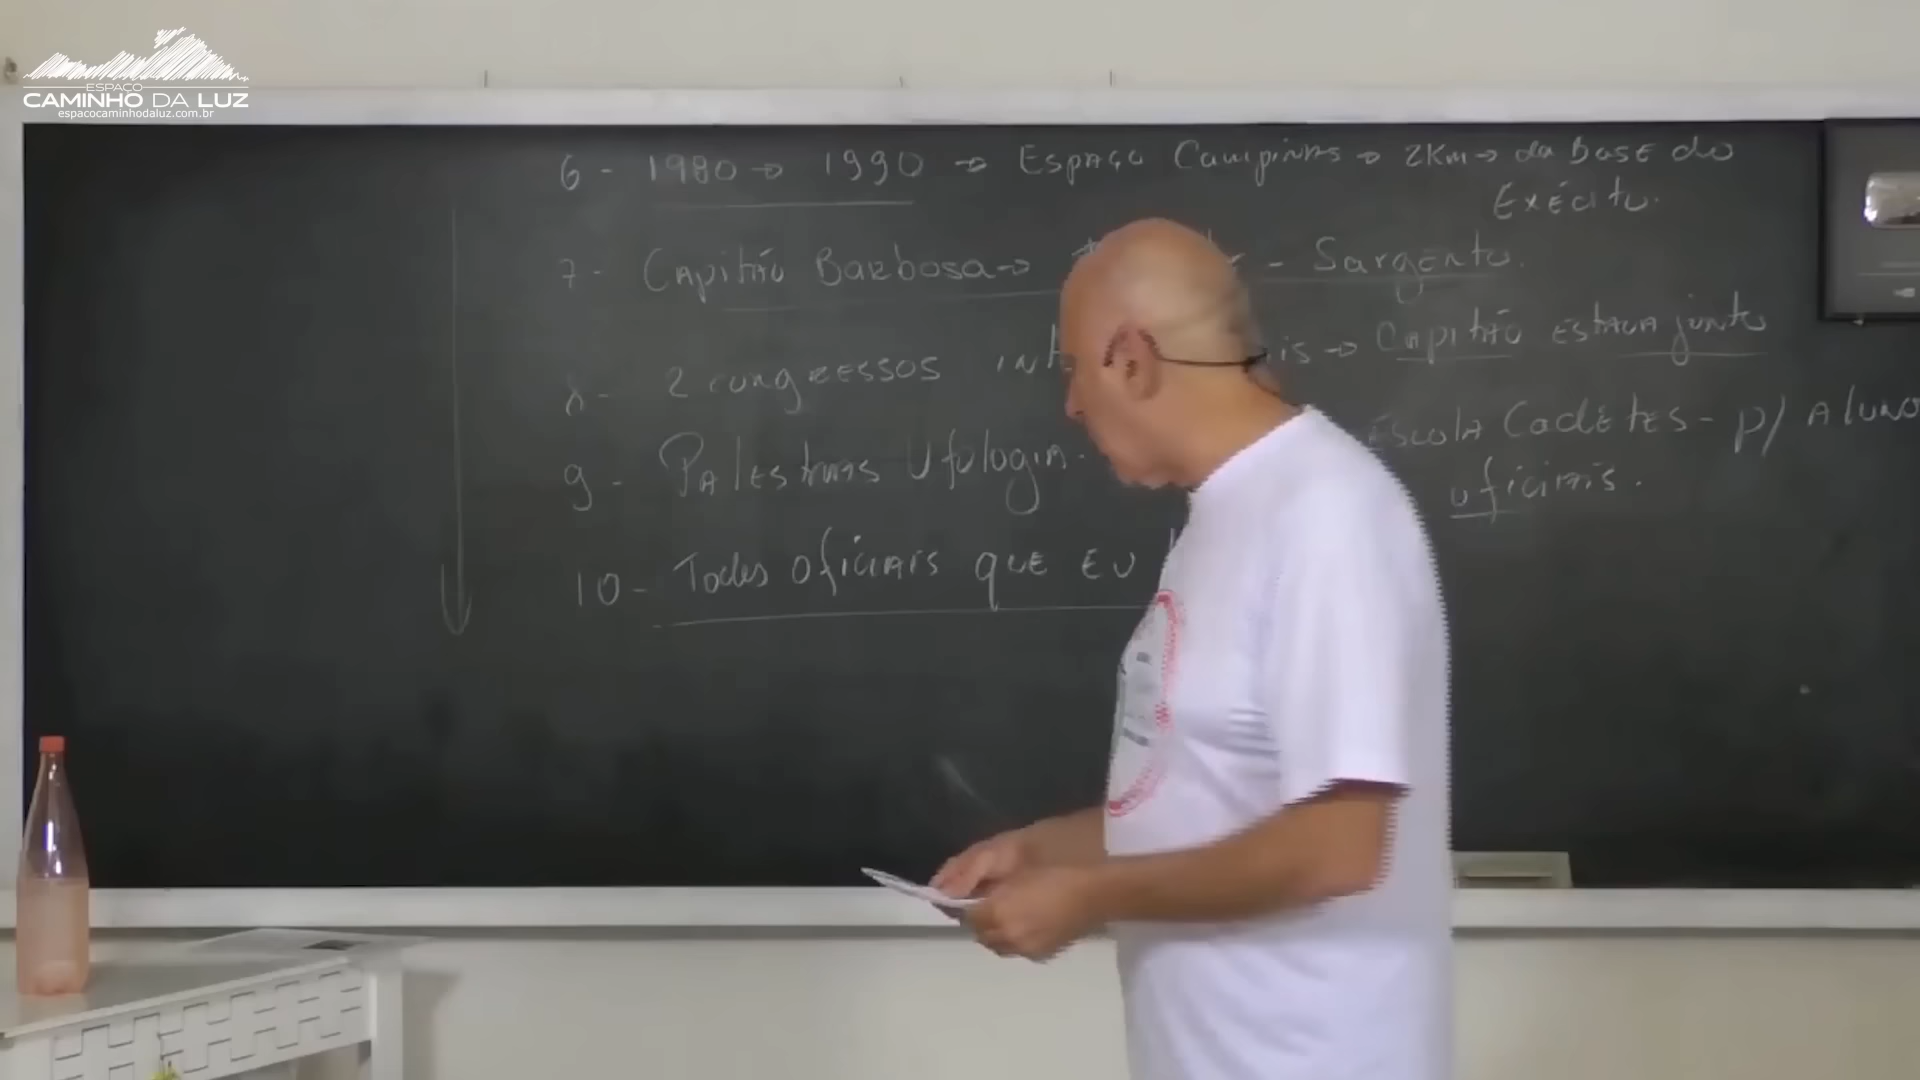 ESPAÇO
CAMINHO DA LUZ
espacocaminhodaluz.com.br
6 - 1980 → 1990 → Espaço Campinas → 2Km → da Base do
Exécito.
7 - Capitão Barbosa → - Sargento.
8 - 2 congressos → Capitão estava junto
9 - Palestras Ufologia. Escola Cadetes - p/ Aluno
oficiais.
10 - Todos oficiais que eu